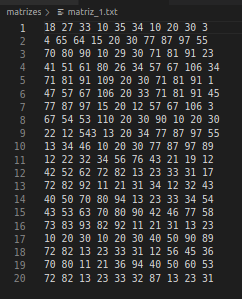 matrizes > matriz_1.txt
1 18 27 33 10 35 34 10 20 30 3
2 4 65 64 15 20 30 77 87 97 55
3 70 80 90 10 29 30 71 81 91 23
4 41 51 61 80 26 34 57 67 106 34
5 71 81 91 109 20 30 71 81 91 1
6 47 57 67 106 20 33 71 81 91 45
7 77 87 97 15 20 12 57 67 106 3
8 67 54 53 110 20 30 90 10 20 30
9 22 12 543 13 20 34 77 87 97 55
10 13 34 46 10 20 30 77 87 97 89
11 12 22 32 34 56 76 43 21 19 12
12 42 52 62 72 82 13 23 33 31 17
13 72 82 92 11 21 31 34 12 32 43
14 40 50 70 80 94 13 23 33 34 54
15 43 53 63 70 80 90 42 46 77 58
16 73 83 93 82 92 11 21 31 13 23
17 10 20 30 10 20 30 40 50 90 89
18 72 82 13 23 33 31 12 56 45 36
19 70 80 11 21 36 94 40 50 60 53
20 72 82 13 23 33 32 87 13 23 31